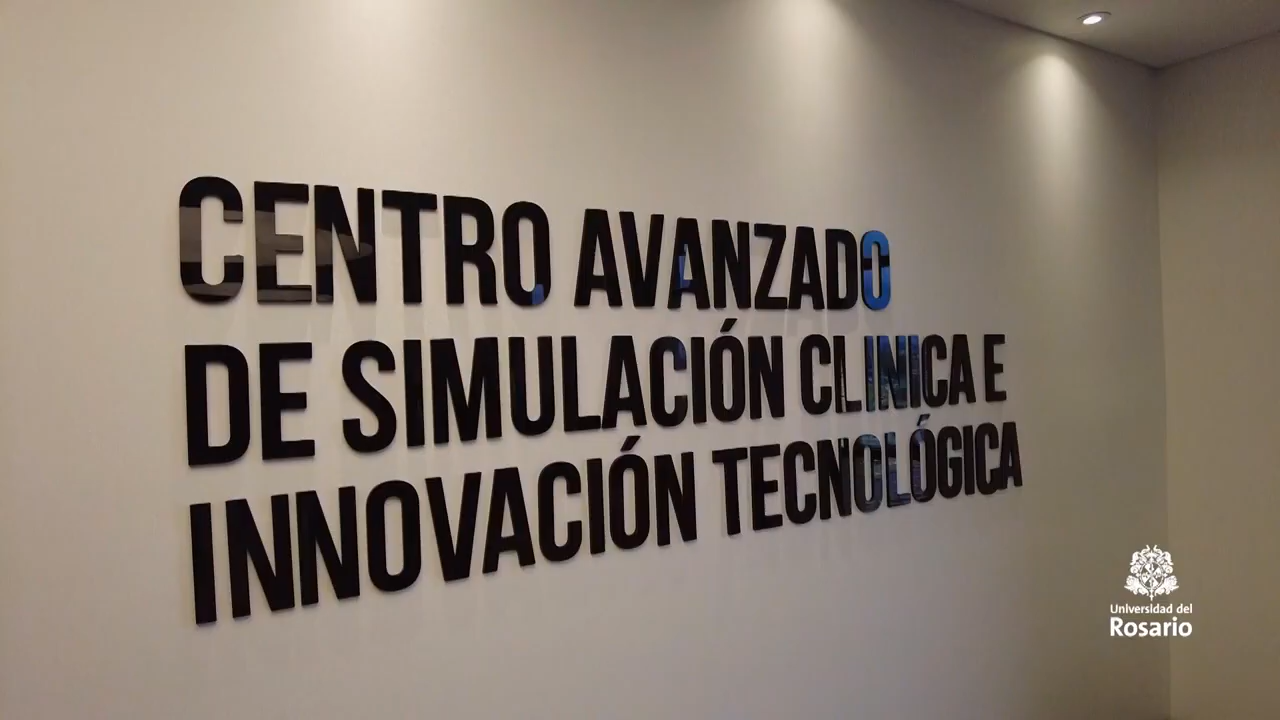 CENTRO AVANZADO
DE SIMULACIÓN CLINICA E
INNOVACIÓN TECNOLÓGICA
Universidad del
Rosario